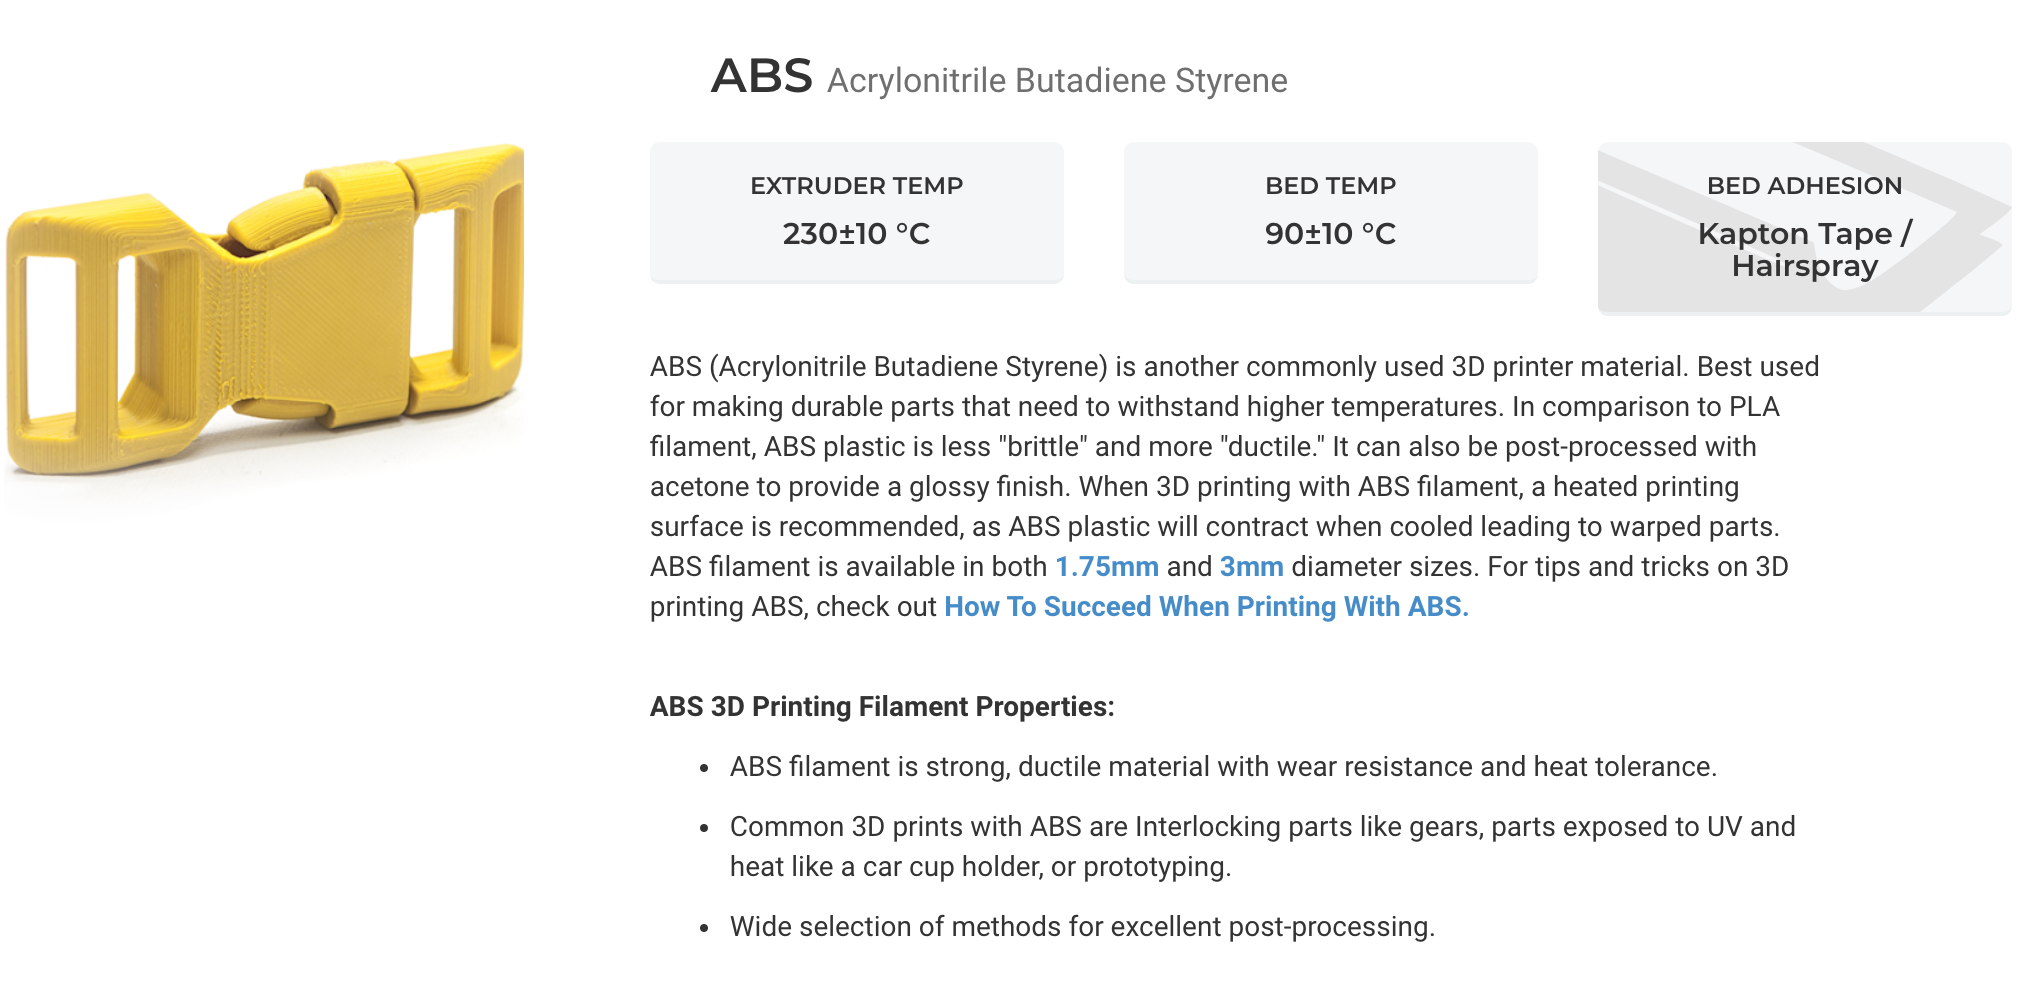 ABS Acrylonitrile Butadiene Styrene
EXTRUDER TEMP
230±10 °C
BED TEMP
90±10 °C
BED ADHESION
Kapton Tape /
Hairspray
ABS (Acrylonitrile Butadiene Styrene) is another commonly used 3D printer material. Best used
for making durable parts that need to withstand higher temperatures. In comparison to PLA
filament, ABS plastic is less "brittle" and more "ductile." It can also be post-processed with
acetone to provide a glossy finish. When 3D printing with ABS filament, a heated printing
surface is recommended, as ABS plastic will contract when cooled leading to warped parts.
ABS filament is available in both 1.75mm and 3mm diameter sizes. For tips and tricks on 3D
printing ABS, check out How To Succeed When Printing With ABS.
ABS 3D Printing Filament Properties:
• ABS filament is strong, ductile material with wear resistance and heat tolerance.
• Common 3D prints with ABS are Interlocking parts like gears, parts exposed to UV and
heat like a car cup holder, or prototyping.
• Wide selection of methods for excellent post-processing.